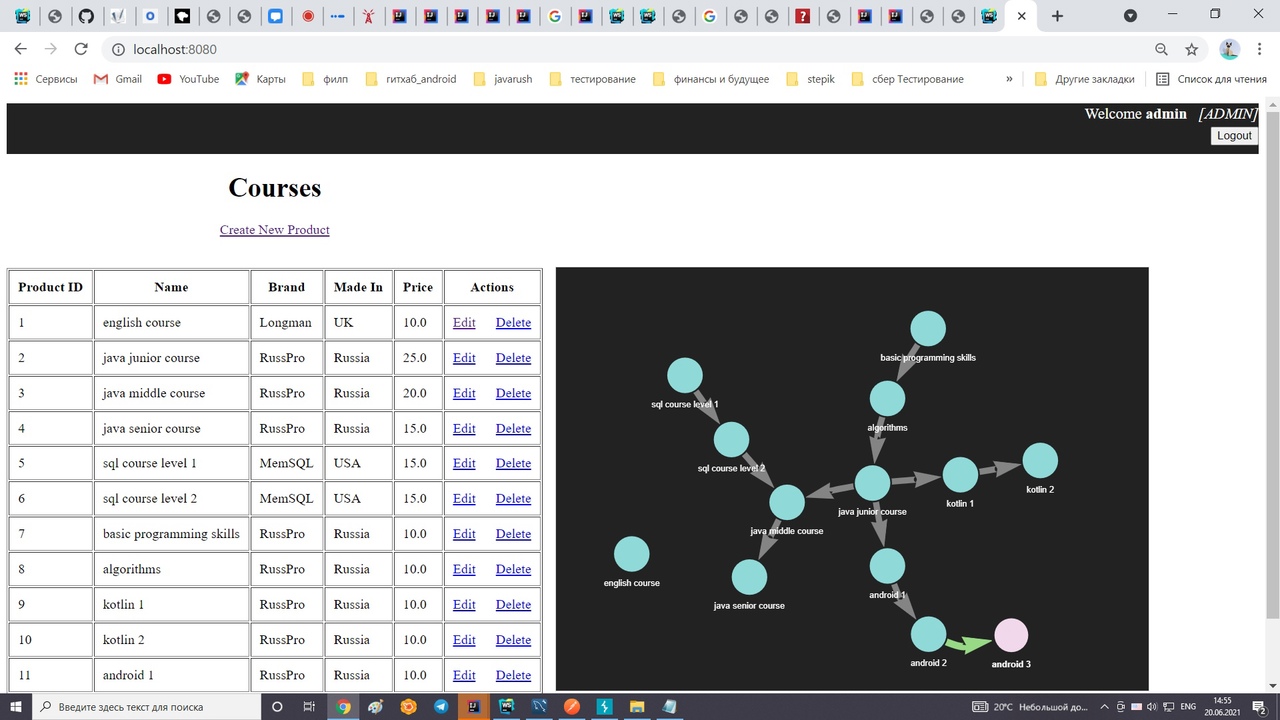 localhost:8080
Сервисы Gmail YouTube Карты филп гитхаб_android javarush тестирование финансы и будущее stepik сбер Тестирование » Другие закладки Список для чтения
Welcome admin [ADMIN]
Logout
Courses
Create New Product
Product ID Name Brand Made In Price Actions
1 english course Longman UK 10.0 Edit Delete
2 java junior course RussPro Russia 25.0 Edit Delete
3 java middle course RussPro Russia 20.0 Edit Delete
4 java senior course RussPro Russia 15.0 Edit Delete
5 sql course level 1 MemSQL USA 15.0 Edit Delete
6 sql course level 2 MemSQL USA 15.0 Edit Delete
7 basic programming skills RussPro Russia 10.0 Edit Delete
8 algorithms RussPro Russia 10.0 Edit Delete
9 kotlin 1 RussPro Russia 10.0 Edit Delete
10 kotlin 2 RussPro Russia 10.0 Edit Delete
11 android 1 RussPro Russia 10.0 Edit Delete
basic programming skills
sql course level 1
algorithms
sql course level 2
kotlin 2
kotlin 1
java junior course
java middle course
english course
android 1
java senior course
android 2
android 3
Введите здесь текст для поиска
20°C Небольшой до...
ENG
14:55
20.06.2021
2